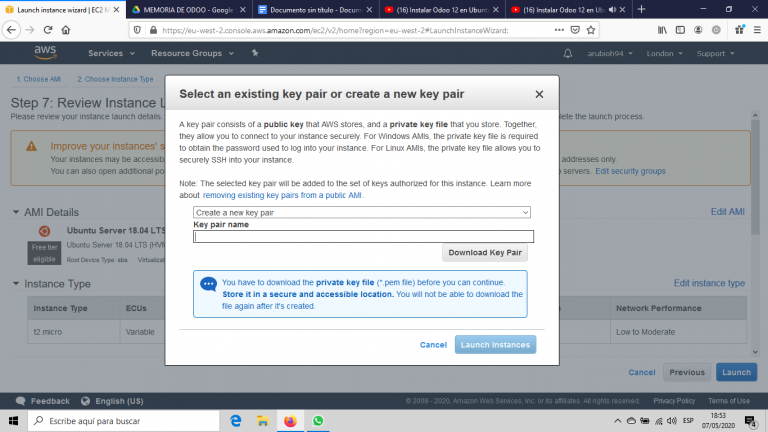 Launch instance wizard | EC2 M
MEMORIA DE ODOO - Google
Documento sin título - Docum
(16) Instalar Odoo 12 en Ubunt
(16) Instalar Odoo 12 en Ub
https://eu-west-2.console.aws.amazon.com/ec2/v2/home?region=eu-west-2#LaunchInstanceWizard:
aws
Services
Resource Groups
arubioh94
London
Support
1. Choose AMI
2. Choose Instance Type
Step 7: Review Instance L
Please review your instance launch details.
lete the launch process.
Improve your instances' s
Your instances may be accessib
addresses only.
You can also open additional po
servers. Edit security groups
AMI Details
Edit AMI
Ubuntu Server 18.04 LTS
Free tier
eligible
Ubuntu Server 18.04 LTS (HVM
Root Device Type: ebs
Virtualizat
Instance Type
Edit instance type
Instance Type
ECUs
Network Performance
t2.micro
Variable
Low to Moderate
Select an existing key pair or create a new key pair
A key pair consists of a public key that AWS stores, and a private key file that you store. Together,
they allow you to connect to your instance securely. For Windows AMIs, the private key file is required
to obtain the password used to log into your instance. For Linux AMIs, the private key file allows you to
securely SSH into your instance.
Note: The selected key pair will be added to the set of keys authorized for this instance. Learn more
about removing existing key pairs from a public AMI.
Create a new key pair
Key pair name
Download Key Pair
You have to download the private key file (*.pem file) before you can continue.
Store it in a secure and accessible location. You will not be able to download the
file again after it's created.
Cancel
Launch Instances
Cancel
Previous
Launch
Feedback
English (US)
© 2008 - 2020, Amazon Web Services, Inc. or its affiliates. All rights reserved.
Privacy Policy
Terms of Use
Escribe aquí para buscar
ESP
18:53
07/05/2020
4